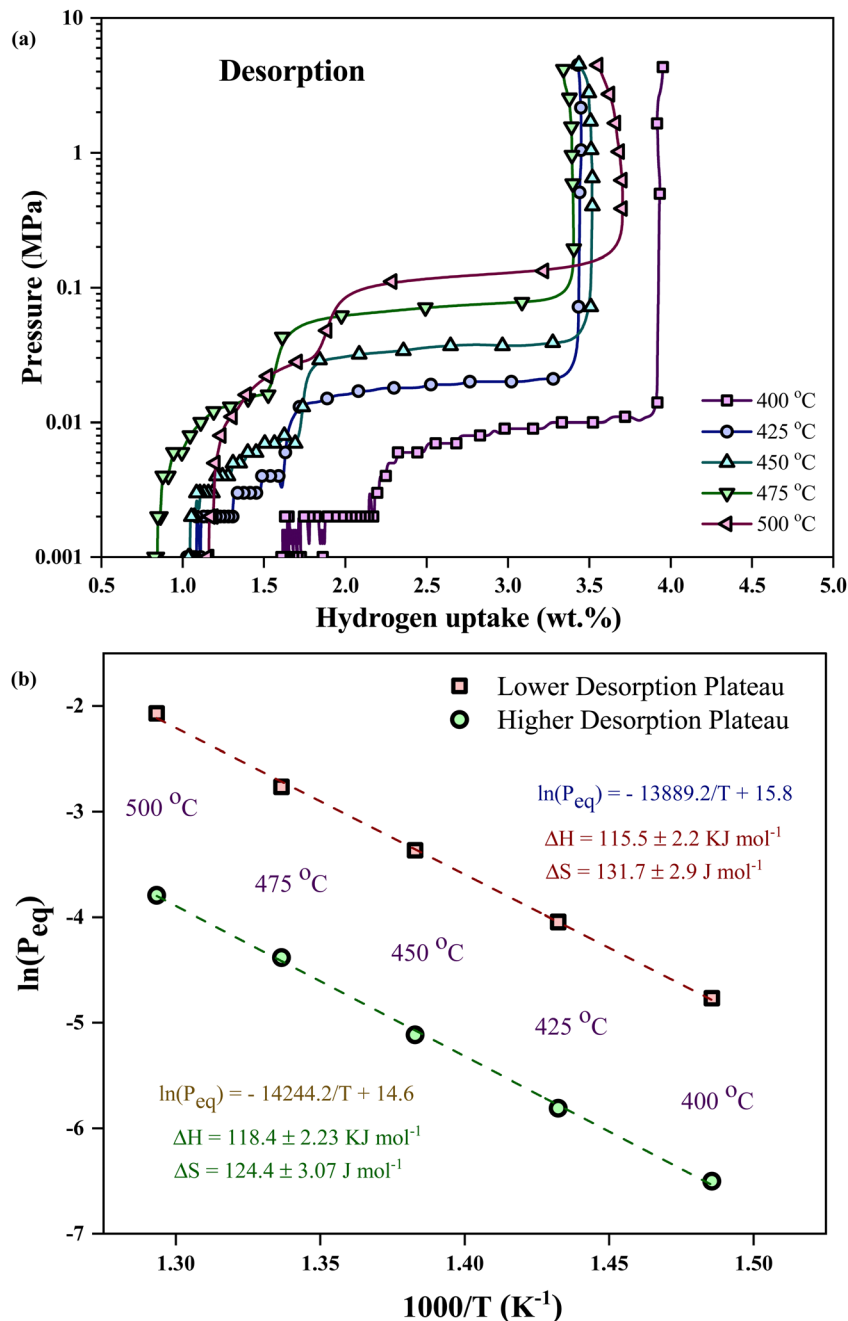 (a)
Desorption
10
1
0.1
0.01
0.001
Pressure (MPa)
400 °C
425 °C
450 °C
475 °C
500 °C
0.5 1.0 1.5 2.0 2.5 3.0 3.5 4.0 4.5 5.0
Hydrogen uptake (wt.%)
(b)
Lower Desorption Plateau
Higher Desorption Plateau
-2
-3
-4
-5
-6
-7
ln(Peq)
ln(Peq) = - 13889.2/T + 15.8
ΔH = 115.5 ± 2.2 KJ mol-1
ΔS = 131.7 ± 2.9 J mol-1
500 °C
475 °C
450 °C
425 °C
400 °C
ln(Peq) = - 14244.2/T + 14.6
ΔH = 118.4 ± 2.23 KJ mol-1
ΔS = 124.4 ± 3.07 J mol-1
1.30 1.35 1.40 1.45 1.50
1000/T (K-1)